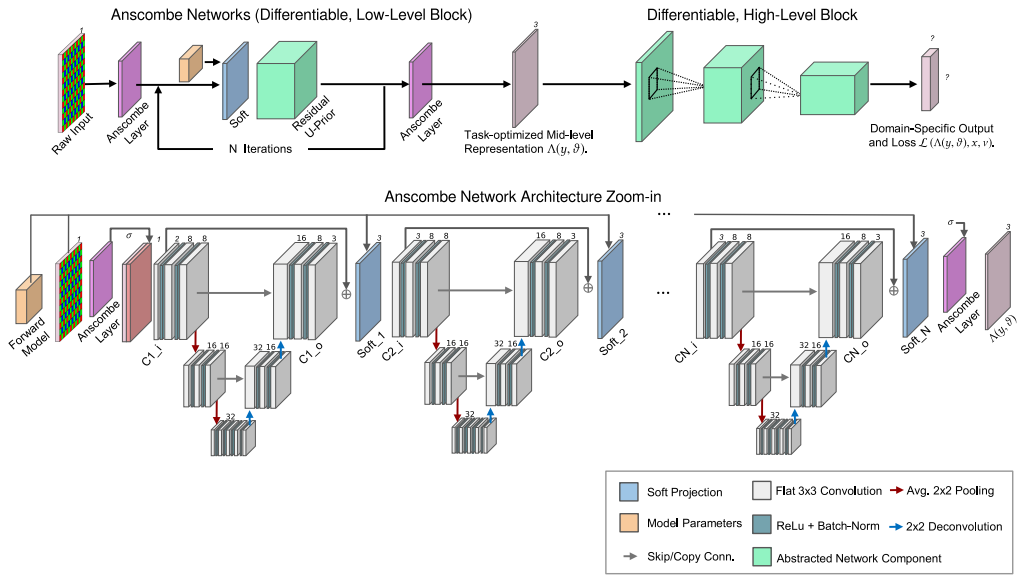 Anscombe Networks (Differentiable, Low-Level Block)
Differentiable, High-Level Block
1
3
?
?
Raw Input
Anscombe
Layer
Soft
Residual
U-Prior
Anscombe
Layer
N Iterations
Task-optimized Mid-level
Representation Λ(y, ϑ).
Domain-Specific Output
and Loss ℒ (Λ(y, ϑ), x, ν).
Anscombe Network Architecture Zoom-in
... 
1 σ 1 2 8 8 16 8 3 3 3 8 8 16 8 3 3 3 8 8 16 8 3 3 σ 3
...
Forward
Model
Anscombe
Layer
C1_i
C1_o
Soft_1
C2_i
C2_o
Soft_2
CN_i
CN_o
Soft_N
Anscombe
Layer
Λ(y, ϑ)
16 16 32 16 16 16 32 16 16 16 32 16
32 32 32
Soft Projection
Flat 3x3 Convolution
Avg. 2x2 Pooling
Model Parameters
ReLu + Batch-Norm
2x2 Deconvolution
Skip/Copy Conn.
Abstracted Network Component